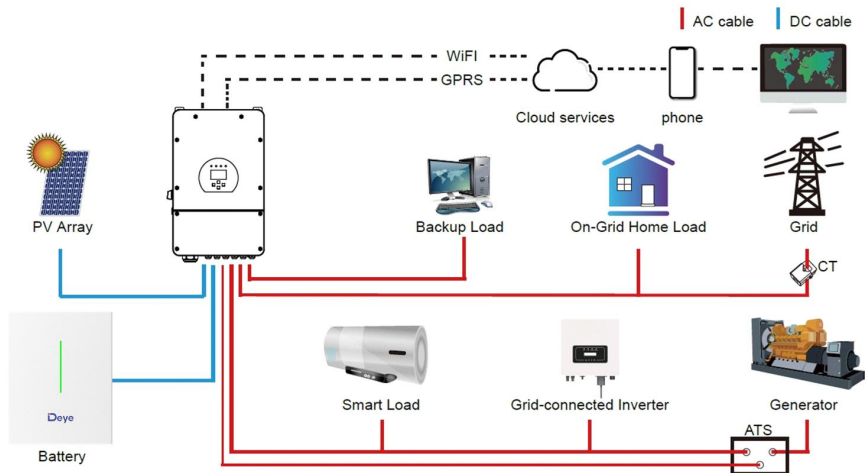 AC cable
DC cable
WiFI
GPRS
Cloud services
phone
PV Array
Backup Load
On-Grid Home Load
Grid
CT
Deye
Battery
Smart Load
Grid-connected Inverter
Generator
ATS